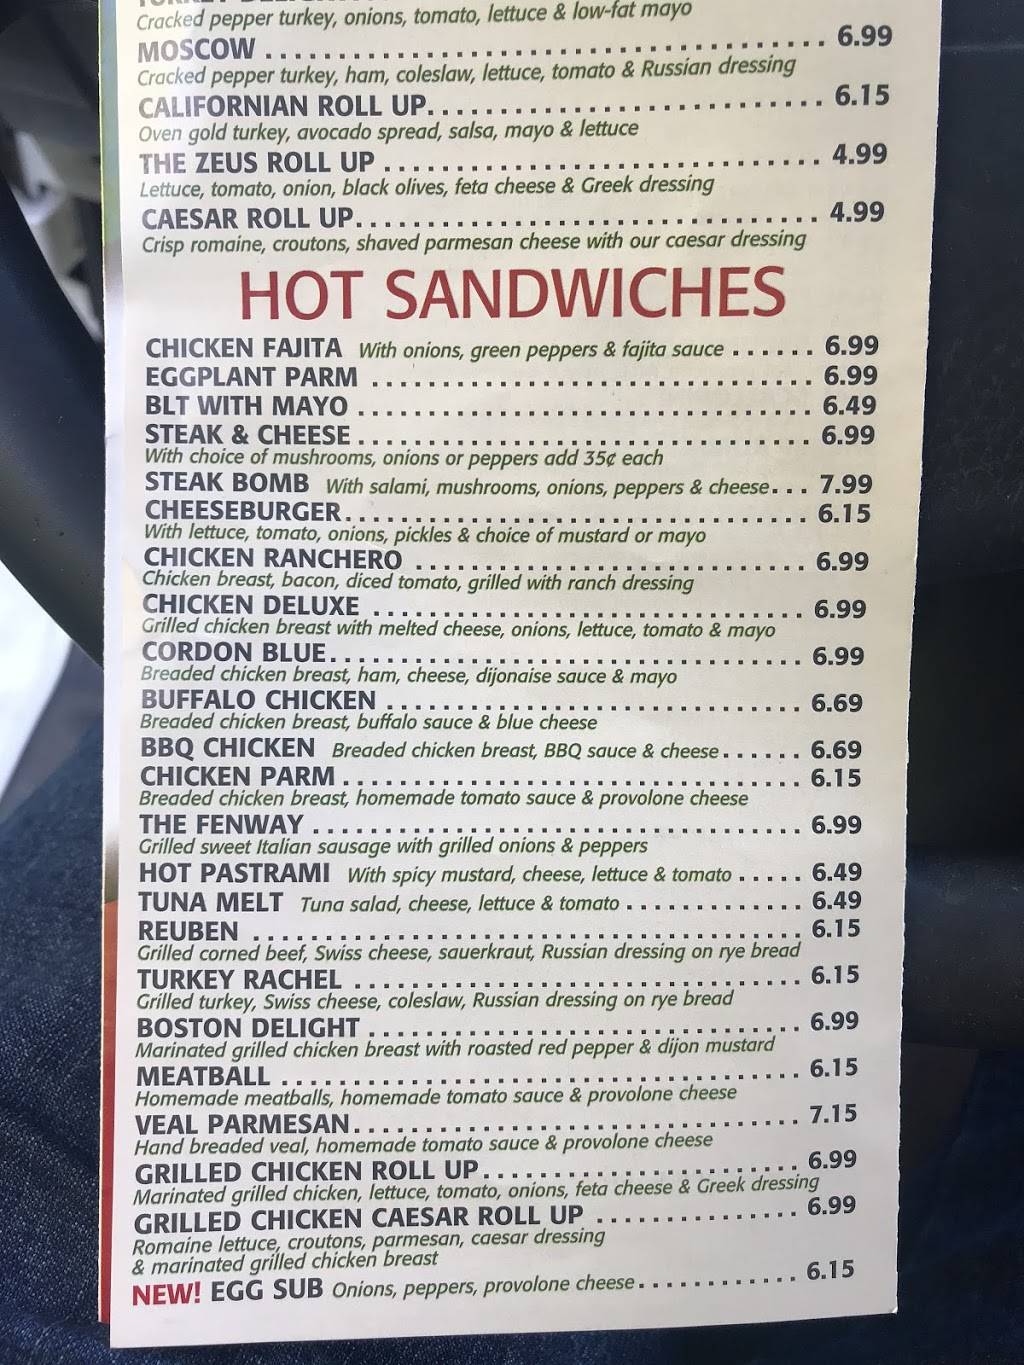 Cracked pepper turkey, onions, tomato, lettuce & low-fat mayo
MOSCOW ........................................ 6.99
Cracked pepper turkey, ham, coleslaw, lettuce, tomato & Russian dressing
CALIFORNIAN ROLL UP............................ 6.15
Oven gold turkey, avocado spread, salsa, mayo & lettuce
THE ZEUS ROLL UP ............................... 4.99
Lettuce, tomato, onion, black olives, feta cheese & Greek dressing
CAESAR ROLL UP................................. 4.99
Crisp romaine, croutons, shaved parmesan cheese with our caesar dressing
HOT SANDWICHES
CHICKEN FAJITA With onions, green peppers & fajita sauce ...... 6.99
EGGPLANT PARM ............................... 6.99
BLT WITH MAYO ................................ 6.49
STEAK & CHEESE................................ 6.99
With choice of mushrooms, onions or peppers add 35¢ each
STEAK BOMB With salami, mushrooms, onions, peppers & cheese... 7.99
CHEESEBURGER................................. 6.15
With lettuce, tomato, onions, pickles & choice of mustard or mayo
CHICKEN RANCHERO ............................ 6.99
Chicken breast, bacon, diced tomato, grilled with ranch dressing
CHICKEN DELUXE ............................... 6.99
Grilled chicken breast with melted cheese, onions, lettuce, tomato & mayo
CORDON BLUE.................................. 6.99
Breaded chicken breast, ham, cheese, dijonaise sauce & mayo
BUFFALO CHICKEN .............................. 6.69
Breaded chicken breast, buffalo sauce & blue cheese
BBQ CHICKEN Breaded chicken breast, BBQ sauce & cheese...... 6.69
CHICKEN PARM ................................. 6.15
Breaded chicken breast, homemade tomato sauce & provolone cheese
THE FENWAY ................................... 6.99
Grilled sweet Italian sausage with grilled onions & peppers
HOT PASTRAMI With spicy mustard, cheese, lettuce & tomato ..... 6.49
TUNA MELT Tuna salad, cheese, lettuce & tomato ............. 6.49
REUBEN ....................................... 6.15
Grilled corned beef, Swiss cheese, sauerkraut, Russian dressing on rye bread
TURKEY RACHEL ................................ 6.15
Grilled turkey, Swiss cheese, coleslaw, Russian dressing on rye bread
BOSTON DELIGHT ............................... 6.99
Marinated grilled chicken breast with roasted red pepper & dijon mustard
MEATBALL ..................................... 6.15
Homemade meatballs, homemade tomato sauce & provolone cheese
VEAL PARMESAN................................ 7.15
Hand breaded veal, homemade tomato sauce & provolone cheese
GRILLED CHICKEN ROLL UP....................... 6.99
Marinated grilled chicken, lettuce, tomato, onions, feta cheese & Greek dressing
GRILLED CHICKEN CAESAR ROLL UP ............... 6.99
Romaine lettuce, croutons, parmesan, caesar dressing
& marinated grilled chicken breast
NEW! EGG SUB Onions, peppers, provolone cheese............ 6.15